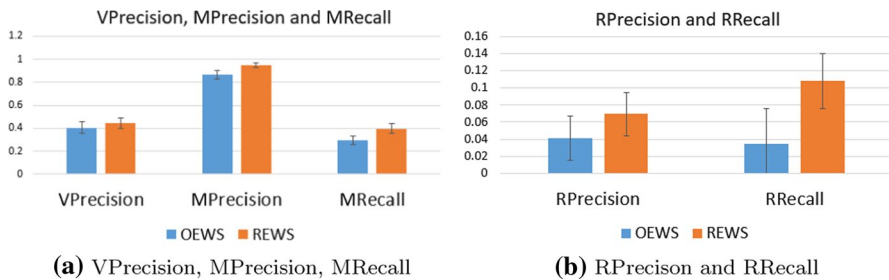 VPrecision, MPrecision and MRecall
1.2
1
0.8
0.6
0.4
0.2
0
VPrecision MPrecision MRecall
OEWS REWS
(a) VPrecision, MPrecision, MRecall
RPrecision and RRecall
0.16
0.14
0.12
0.1
0.08
0.06
0.04
0.02
0
RPrecision RRecall
OEWS REWS
(b) RPrecison and RRecall